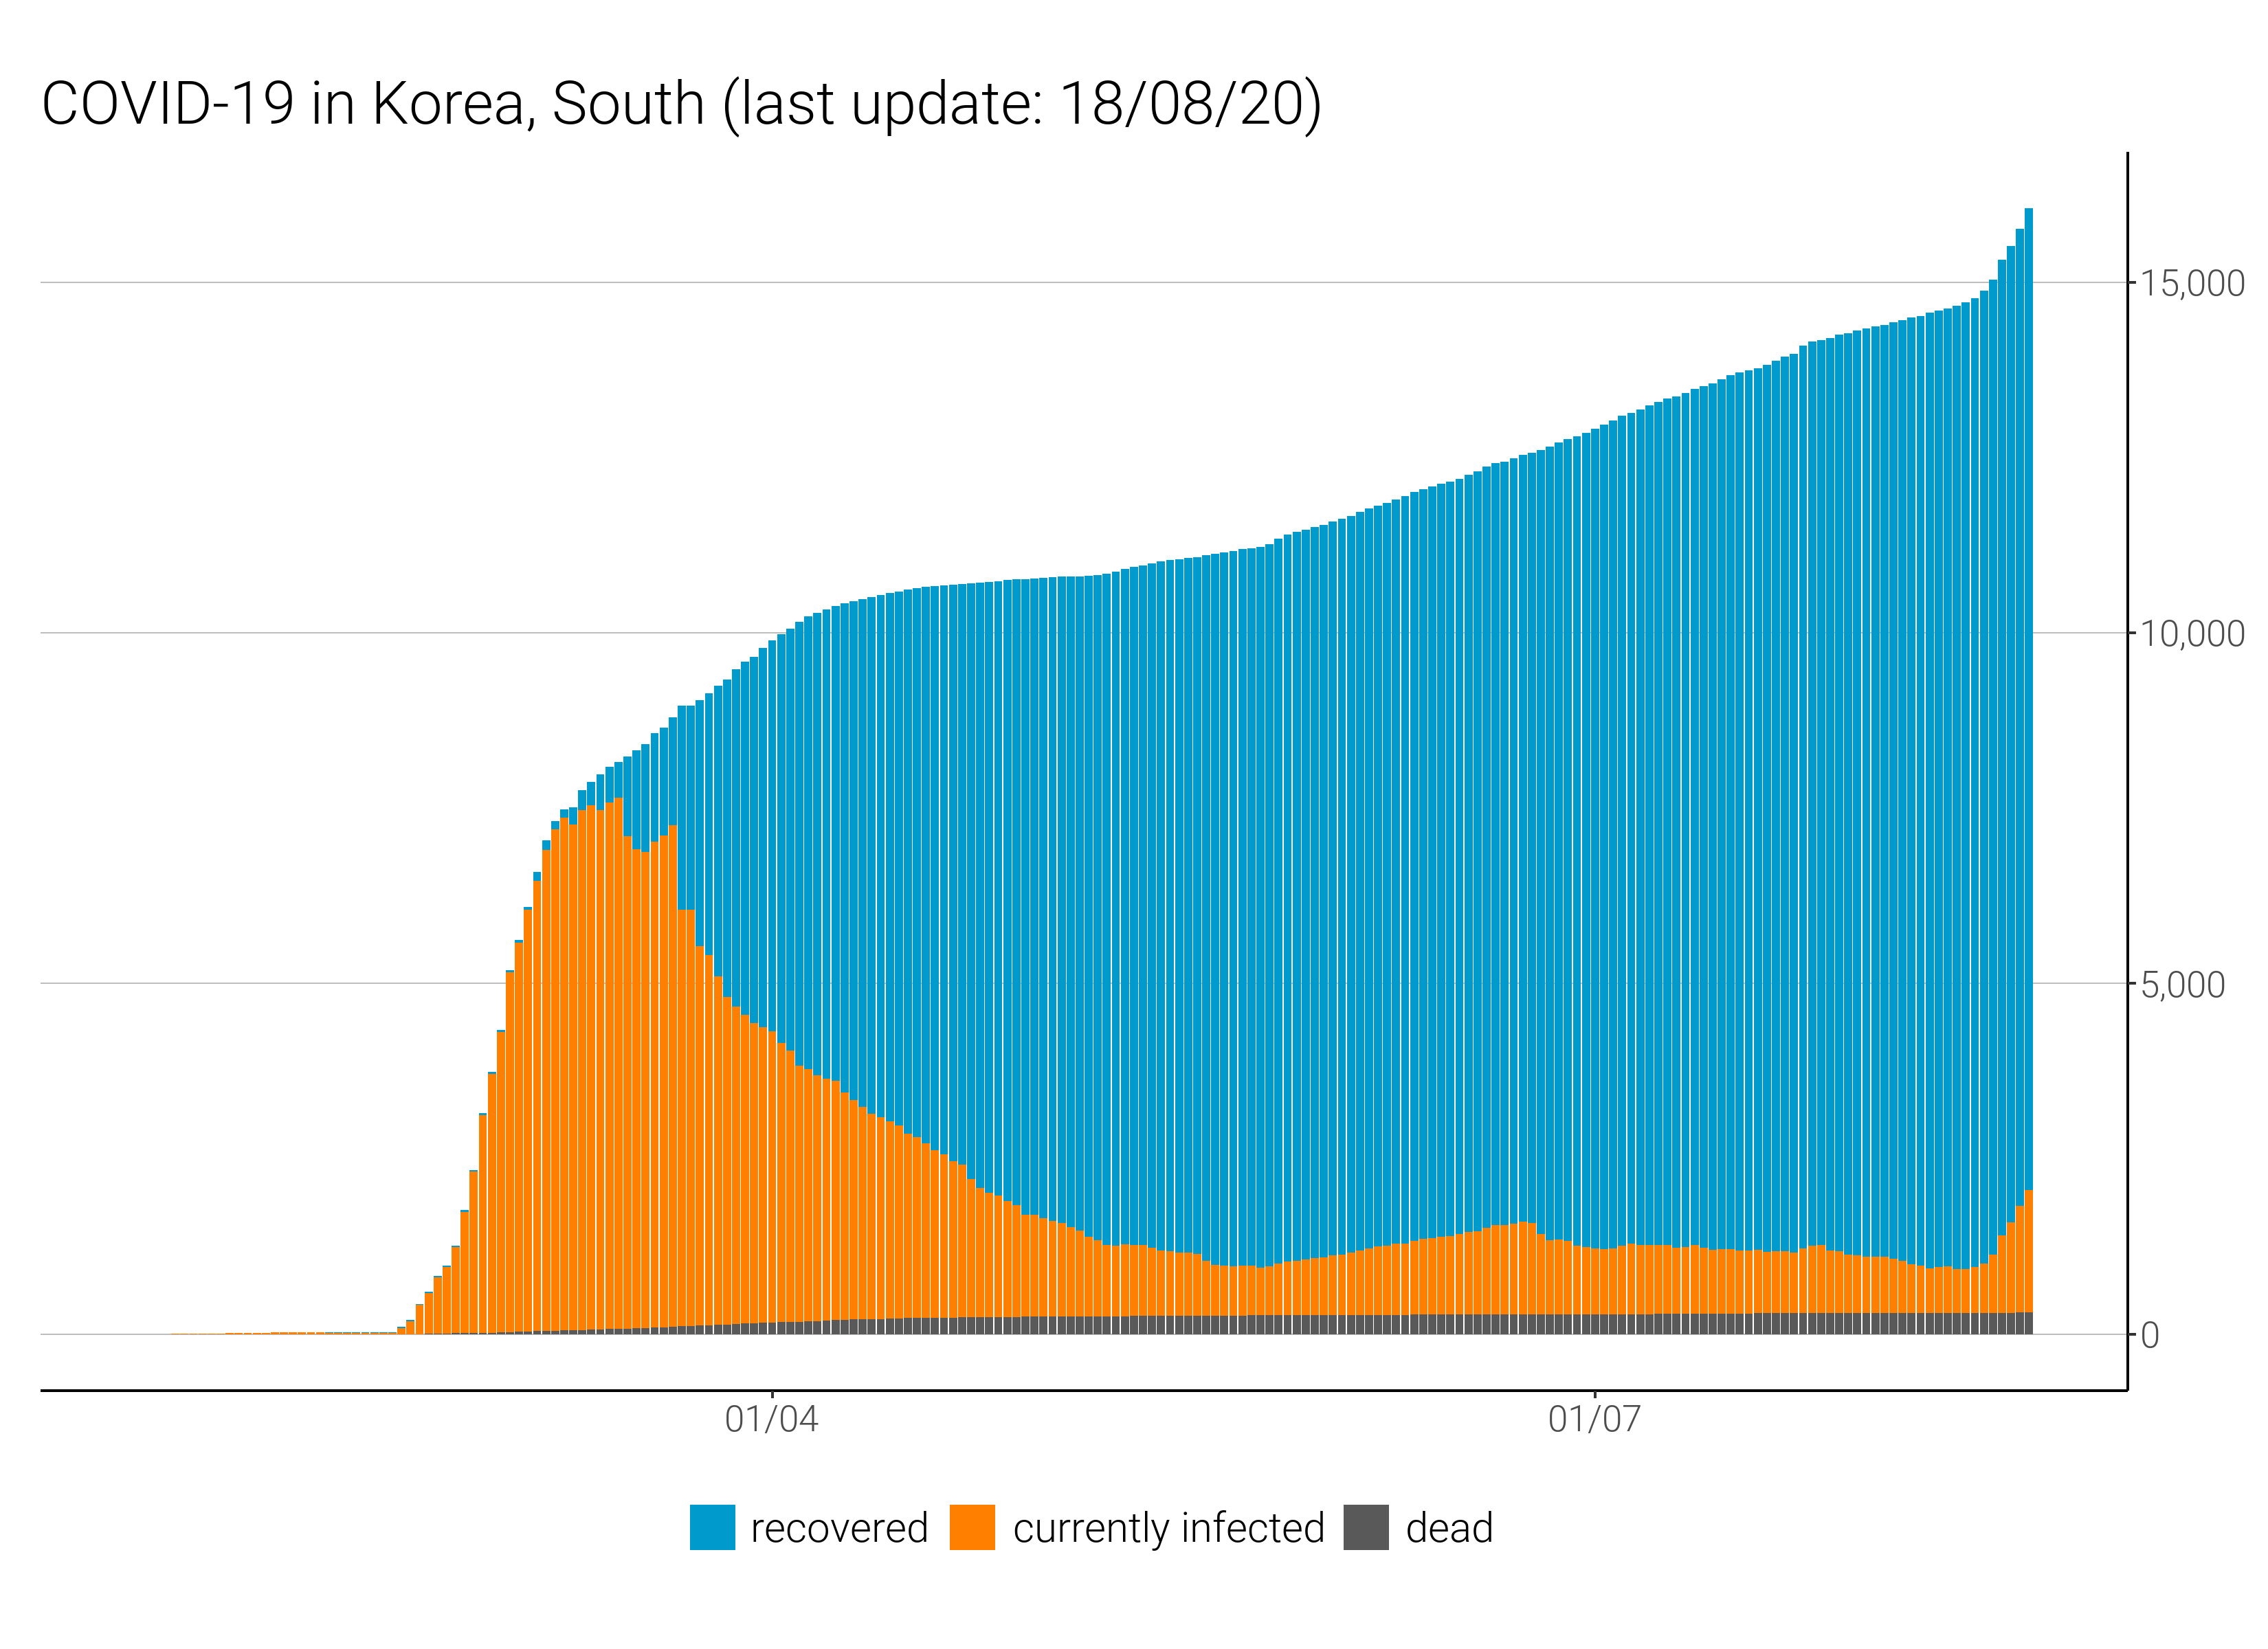 COVID-19 in Korea, South (last update: 18/08/20)
15,000
10,000
5,000
0
01/04 01/07
recovered currently infected dead